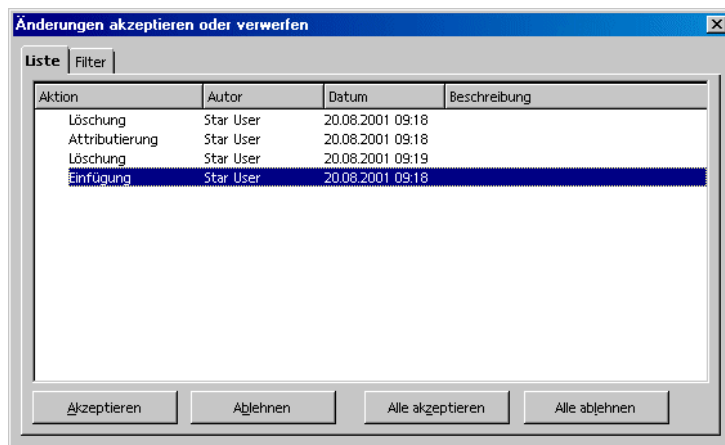 Änderungen akzeptieren oder verwerfen
Liste Filter
Aktion Autor Datum Beschreibung
Löschung Star User 20.08.2001 09:18
Attributierung Star User 20.08.2001 09:18
Löschung Star User 20.08.2001 09:19
Einfügung Star User 20.08.2001 09:18
Akzeptieren Ablehnen Alle akzeptieren Alle ablehnen